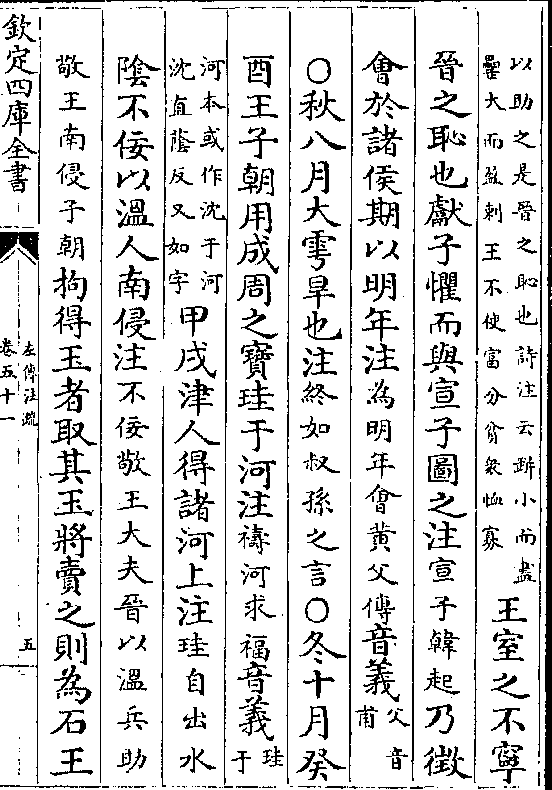 以助之是晉之恥也詩注云缾小而盡
罍大而盈刺王不使富分貧衆恤寡
王室之不寧
晉之恥也獻子懼而與宣子圖之注宣子韓起乃徵
會於諸侯期以明年注為明年會黄父傳音義父音
甫
○秋八月大雩旱也注終如叔孫之言○冬十月癸
酉王子朝用成周之寶珪于河注禱河求福音義珪
于
河本或作沈于河
沈直蔭反又如字
甲戌津人得諸河上注珪自出水
陰不佞以溫人南侵注不佞敬王大夫晉以溫兵助
敬王南侵子朝拘得玉者取其玉將賣之則為石王
欽定四庫全書
左傳注疏
卷五十一
五